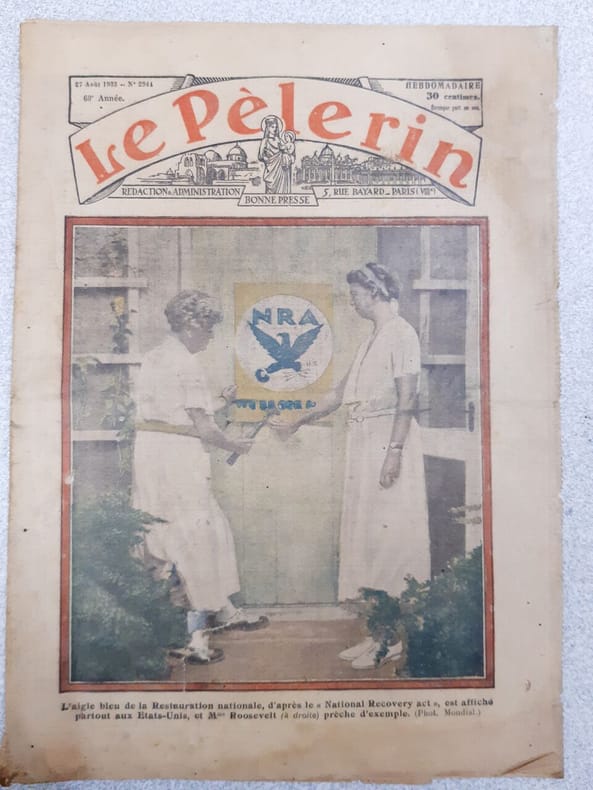 27 Août 1933 — N° 2944
60e Année.
HEBDOMADAIRE
30 centimes.
Le Pèlerin
RÉDACTION & ADMINISTRATION
BONNE PRESSE
5, RUE BAYARD _ PARIS (VIIIe)
NRA
U.S.
L'aigle bleu de la Restauration nationale, d'après le « National Recovery act », est affiché
partout aux Etats-Unis, et Mme Roosevelt (à droite) prêche d'exemple. (Phot. Mondial.)